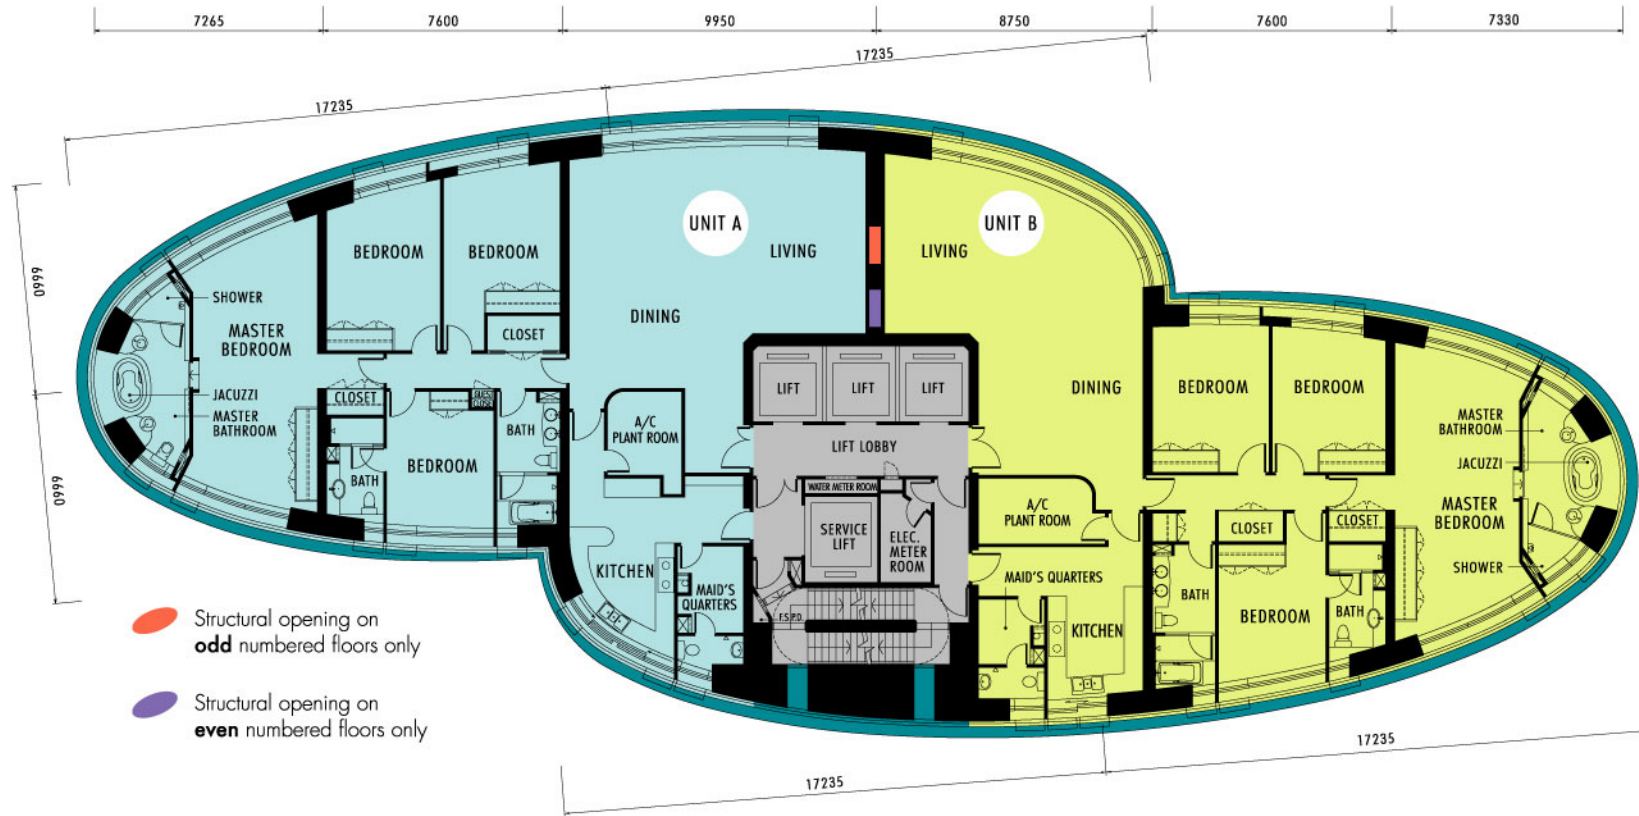 7265
7600
9950
8750
7600
7330
17235
17235
6660
6660
UNIT A
UNIT B
BEDROOM
BEDROOM
LIVING
LIVING
SHOWER
MASTER
BEDROOM
CLOSET
DINING
JACUZZI
MASTER
BATHROOM
CLOSET
BEDROOM
BATH
BATH
A/C
PLANT ROOM
LIFT
LIFT
LIFT
LIFT LOBBY
WATER METER ROOM
SERVICE
LIFT
ELEC.
METER
ROOM
F.S.P.D.
KITCHEN
MAID'S
QUARTERS
DINING
BEDROOM
BEDROOM
MASTER
BATHROOM
JACUZZI
MASTER
BEDROOM
SHOWER
A/C
PLANT ROOM
CLOSET
CLOSET
MAID'S QUARTERS
KITCHEN
BATH
BEDROOM
BATH
Structural opening on
odd numbered floors only
Structural opening on
even numbered floors only
17235
17235